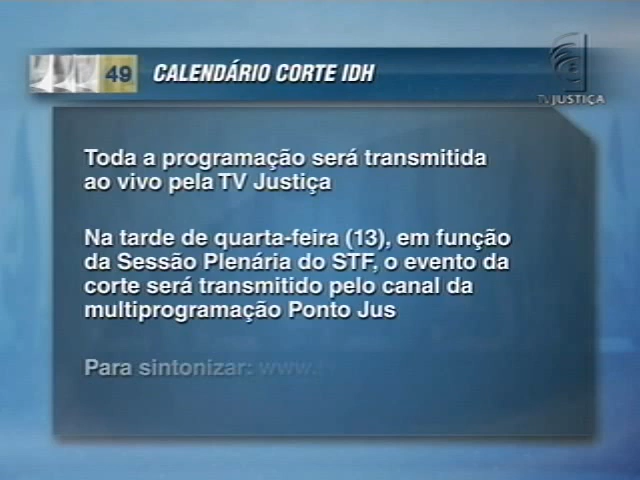 49 CALENDÁRIO CORTE IDH
TV JUSTIÇA
Toda a programação será transmitida
ao vivo pela TV Justiça
Na tarde de quarta-feira (13), em função
da Sessão Plenária do STF, o evento da
corte será transmitido pelo canal da
multiprogramação Ponto Jus
Para sintonizar: www.